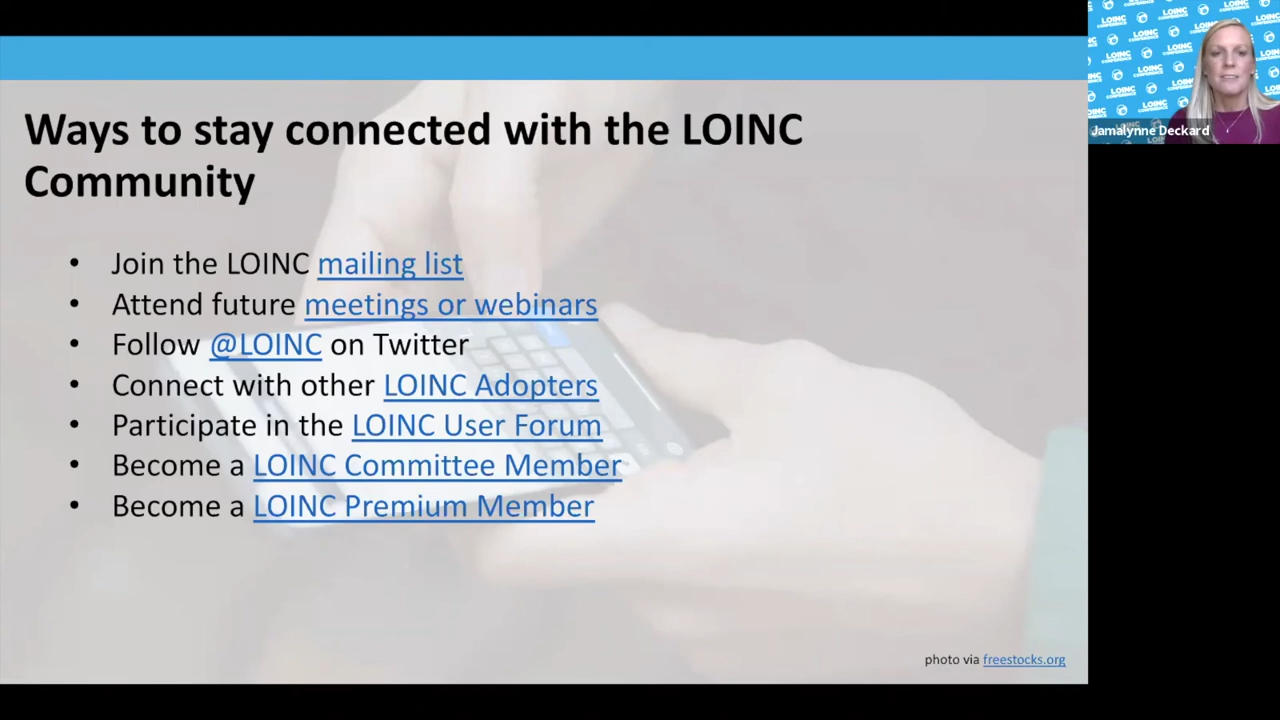 Ways to stay connected with the LOINC
Community
• Join the LOINC mailing list
• Attend future meetings or webinars
• Follow @LOINC on Twitter
• Connect with other LOINC Adopters
• Participate in the LOINC User Forum
• Become a LOINC Committee Member
• Become a LOINC Premium Member
photo via freestocks.org
LOINC
CONFERENCE
Jamalynne Deckard